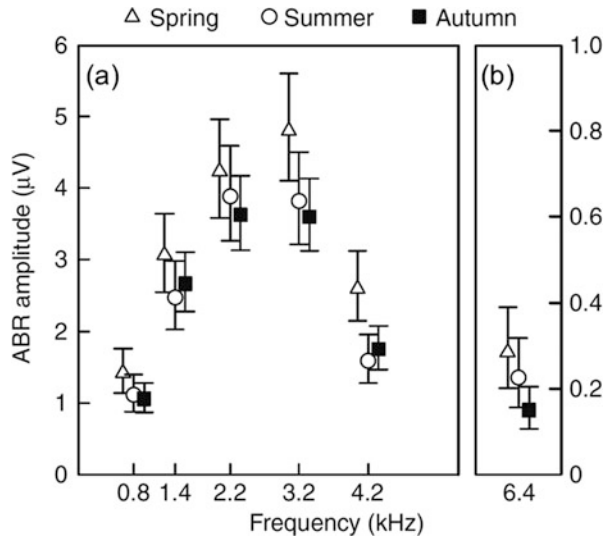 Spring Summer Autumn
(a) (b)
6
5
4
3
2
1
0
1.0
0.8
0.6
0.4
0.2
0
ABR amplitude (μV)
0.8 1.4 2.2 3.2 4.2 6.4
Frequency (kHz)